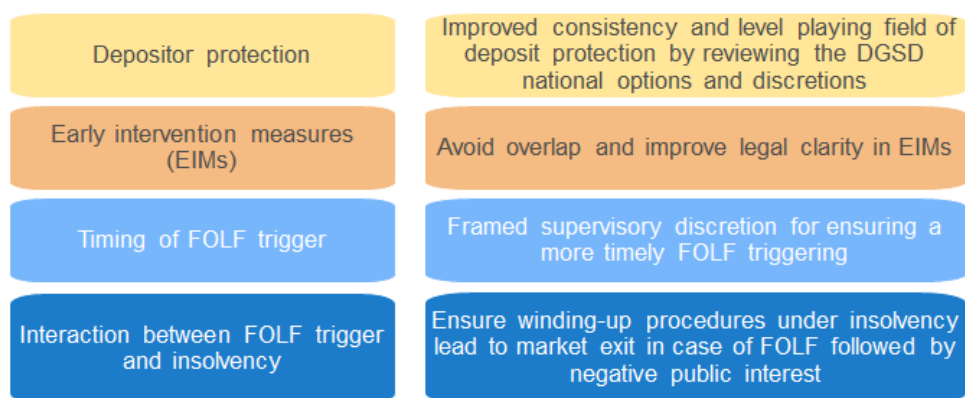 Depositor protection
Improved consistency and level playing field of
deposit protection by reviewing the DGSD
national options and discretions
Early intervention measures
(EIMs)
Avoid overlap and improve legal clarity in EIMs
Timing of FOLF trigger
Framed supervisory discretion for ensuring a
more timely FOLF triggering
Interaction between FOLF trigger
and insolvency
Ensure winding-up procedures under insolvency
lead to market exit in case of FOLF followed by
negative public interest